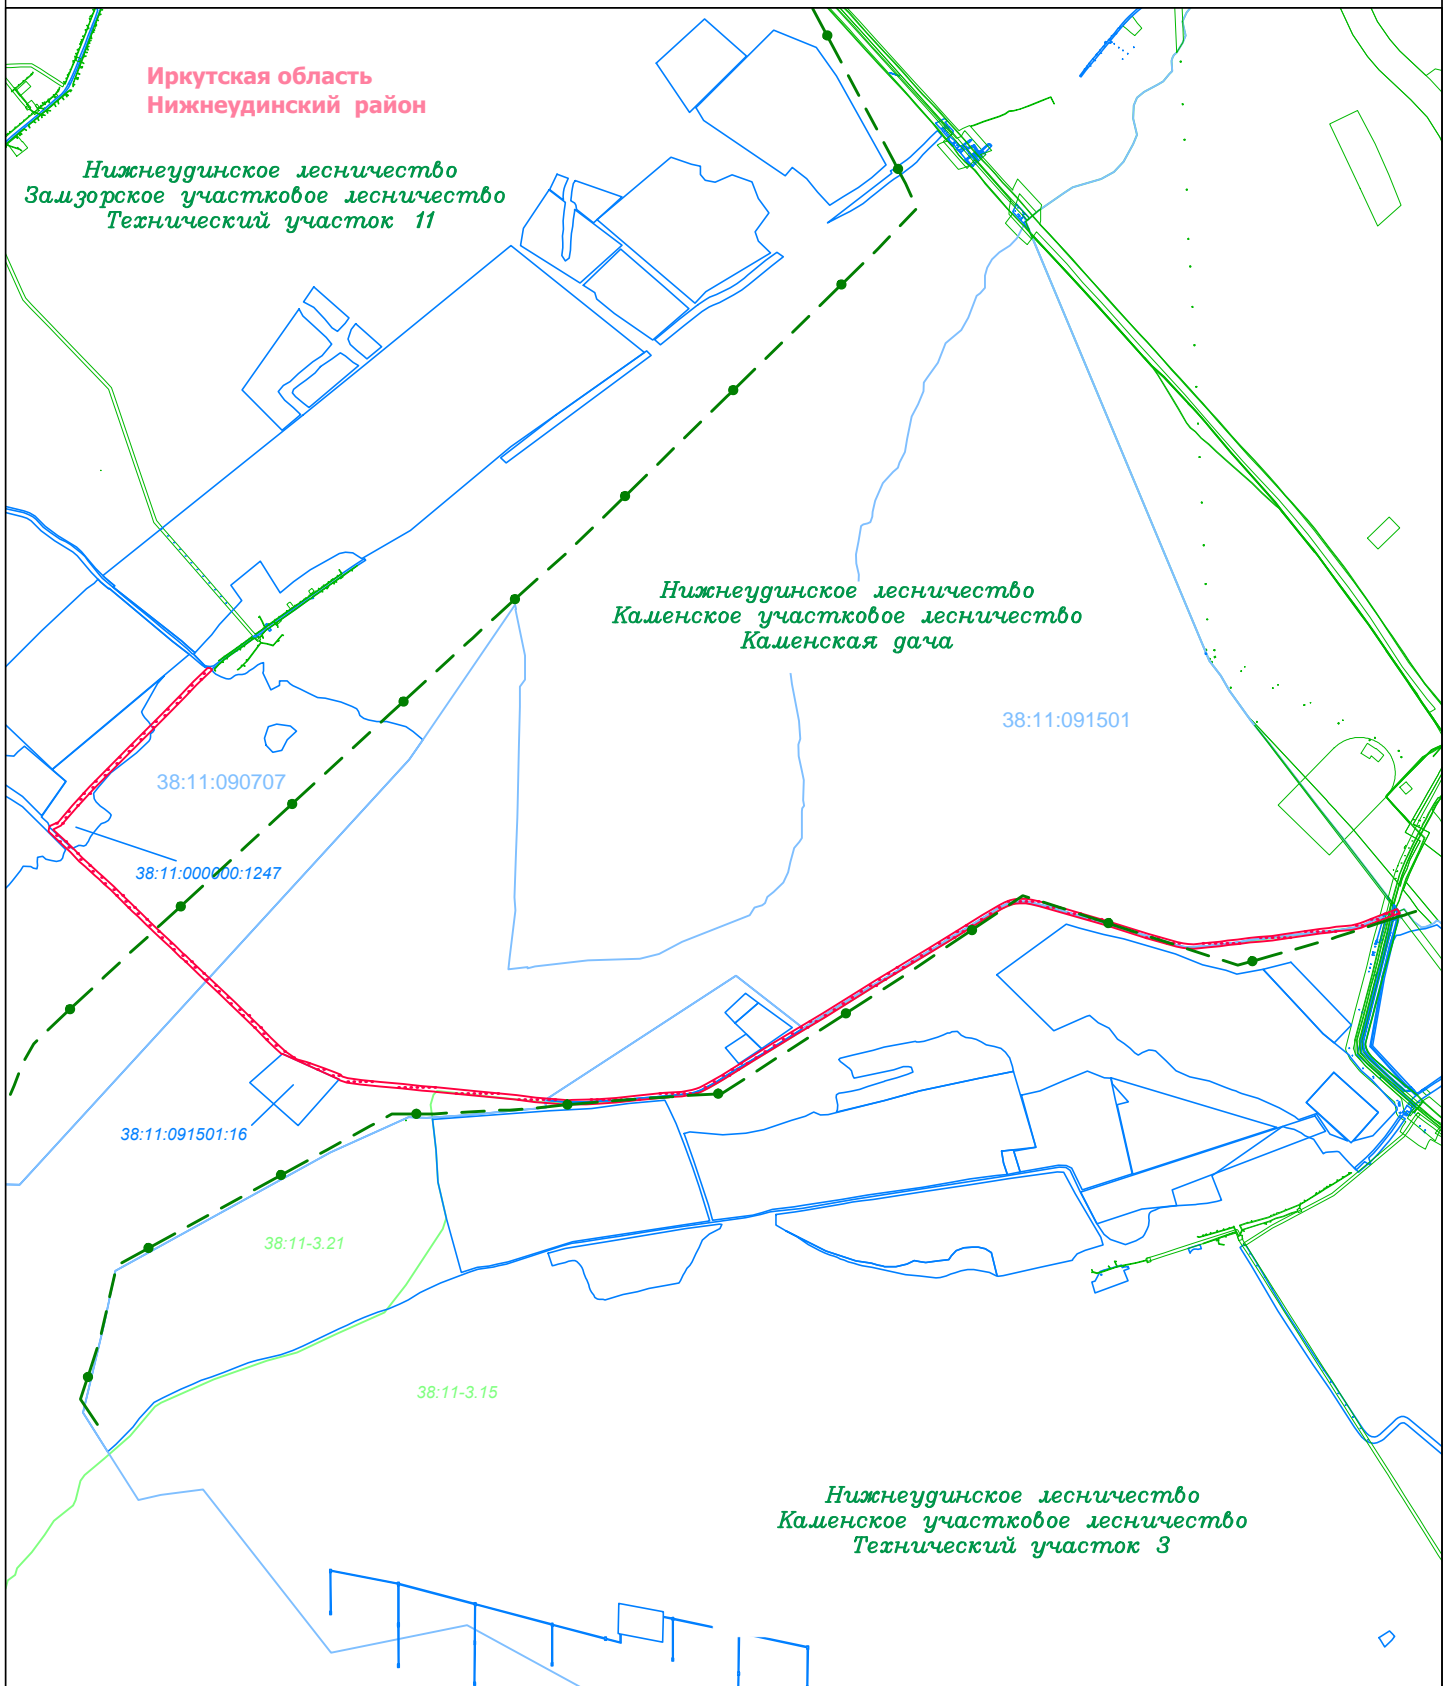 Иркутская область
Нижнеудинский район
Нижнеудинское лесничество
Замзорское участковое лесничество
Технический участок 11
Нижнеудинское лесничество
Каменское участковое лесничество
Каменская дача
38:11:091501
38:11:090707
38:11:000000:1247
38:11:091501:16
38:11-3.21
38:11-3.15
Нижнеудинское лесничество
Каменское участковое лесничество
Технический участок 3